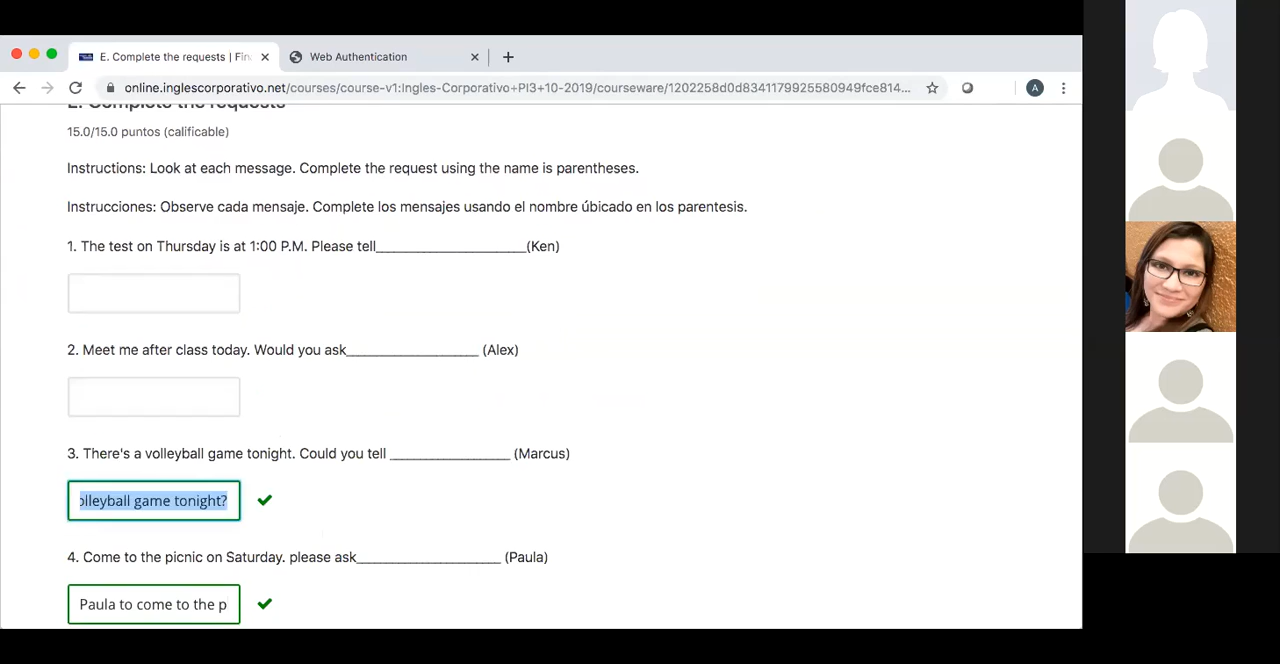 E. Complete the requests | Fin
Web Authentication
online.inglescorporativo.net/courses/course-v1:Ingles-Corporativo+PI3+10-2019/courseware/1202258d0d8341179925580949fce814...
A
E. Complete the requests
15.0/15.0 puntos (calificable)
Instructions: Look at each message. Complete the request using the name is parentheses.
Instrucciones: Observe cada mensaje. Complete los mensajes usando el nombre úbicado en los parentesis.
1. The test on Thursday is at 1:00 P.M. Please tell____________________(Ken)
2. Meet me after class today. Would you ask__________________ (Alex)
3. There's a volleyball game tonight. Could you tell ________________ (Marcus)
olleyball game tonight?
4. Come to the picnic on Saturday. please ask___________________ (Paula)
Paula to come to the p